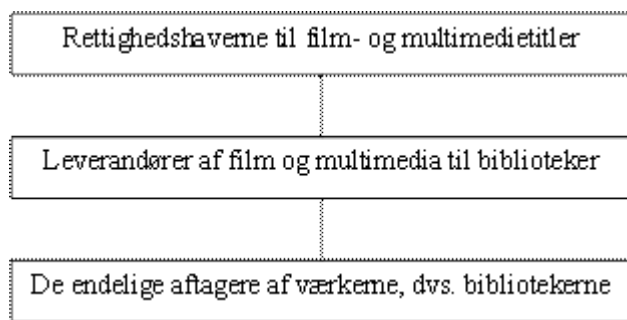 Rettighedshaverne til film- og multimedietitler
Leverandører af film og multimedia til biblioteker
De endelige aftagere af værkerne, dvs. bibliotekerne